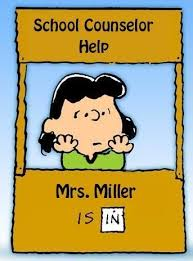 School Counselor
Help
Mrs. Miller
IS IN